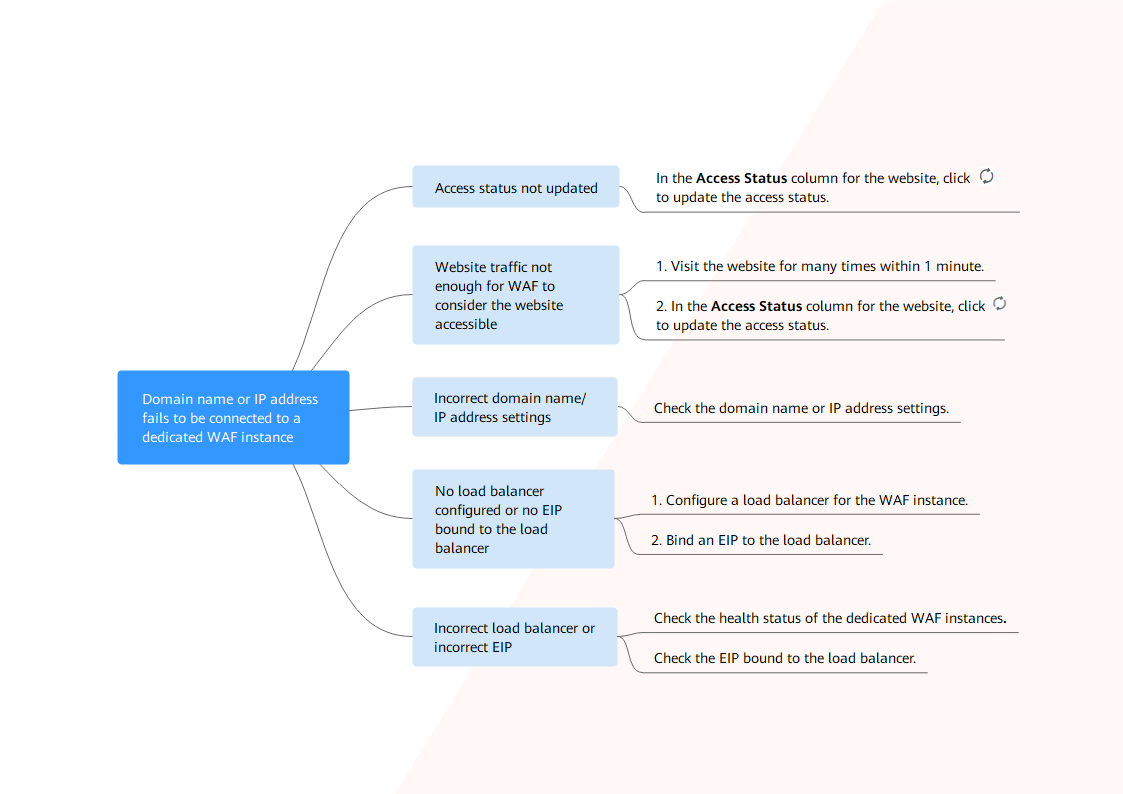 Domain name or IP address
fails to be connected to a
dedicated WAF instance
Access status not updated
In the Access Status column for the website, click
to update the access status.
Website traffic not
enough for WAF to
consider the website
accessible
1. Visit the website for many times within 1 minute.
2. In the Access Status column for the website, click
to update the access status.
Incorrect domain name/
IP address settings
Check the domain name or IP address settings.
No load balancer
configured or no EIP
bound to the load
balancer
1. Configure a load balancer for the WAF instance.
2. Bind an EIP to the load balancer.
Incorrect load balancer or
incorrect EIP
Check the health status of the dedicated WAF instances.
Check the EIP bound to the load balancer.